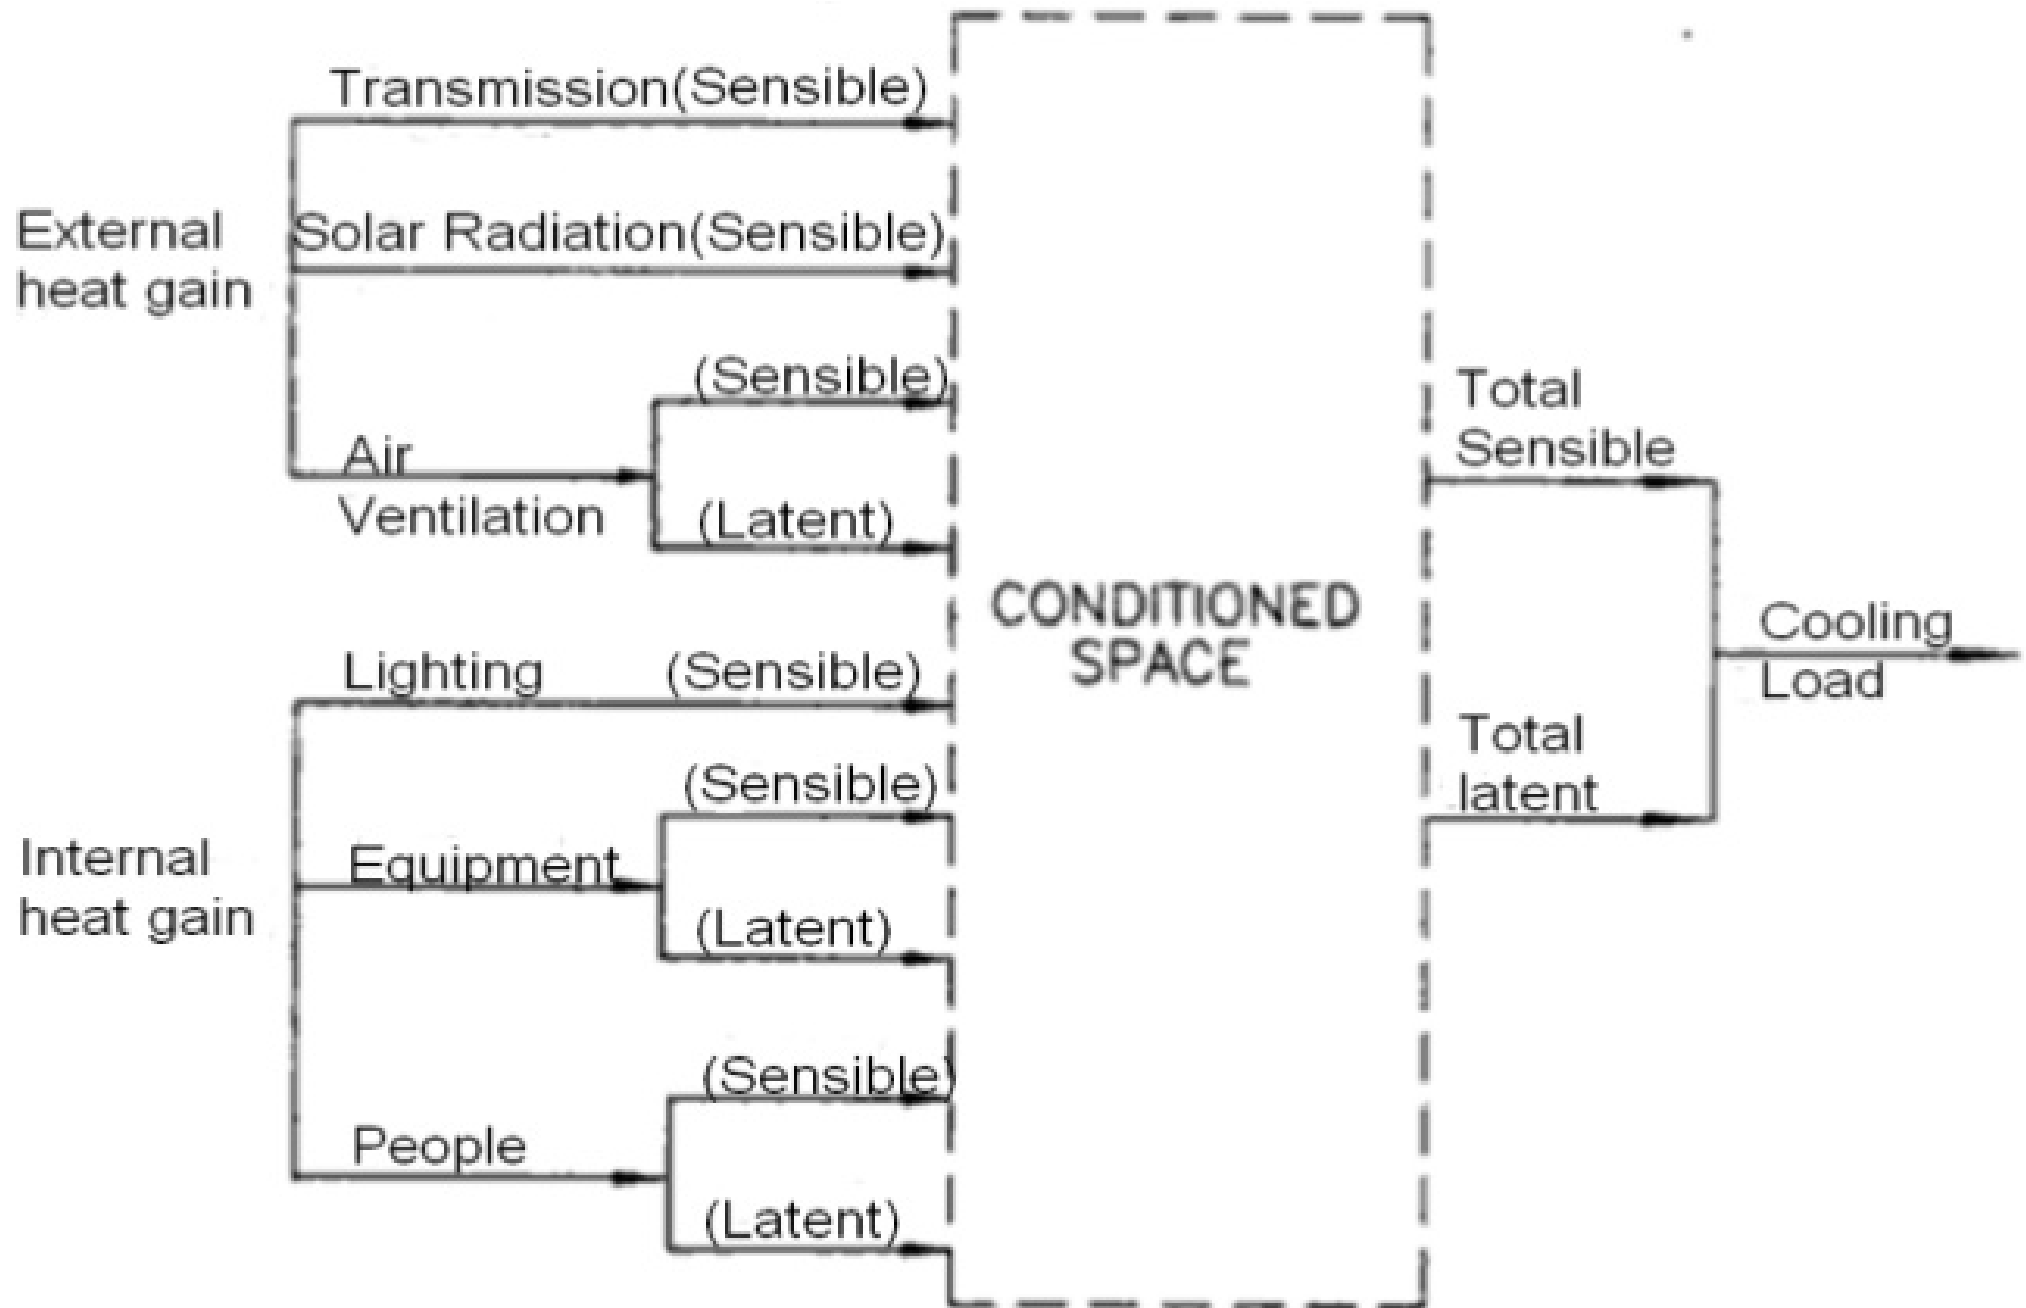 Transmission(Sensible)
External
heat gain
Solar Radiation(Sensible)
(Sensible)
Air
Ventilation
(Latent)
Lighting (Sensible)
Internal
heat gain
(Sensible)
Equipment
(Latent)
(Sensible)
People
(Latent)
CONDITIONED
SPACE
Total
Sensible
Total
latent
Cooling
Load